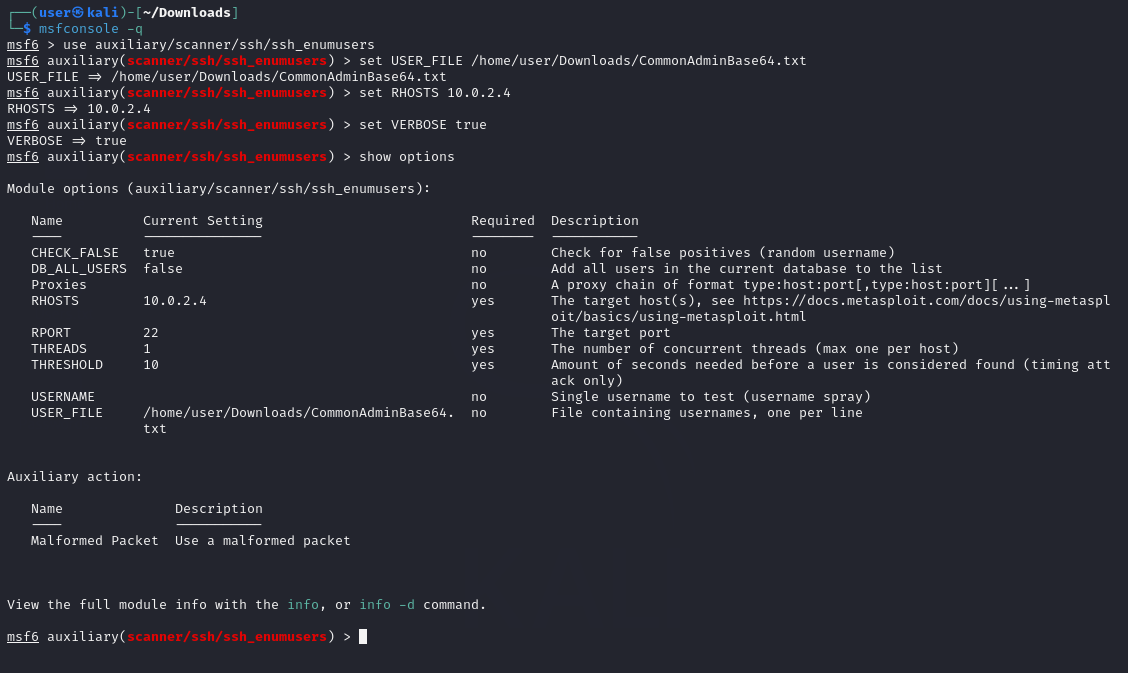 ┌──(user㉿kali)-[~/Downloads]
└─$ msfconsole -q
msf6 > use auxiliary/scanner/ssh/ssh_enumusers
msf6 auxiliary(scanner/ssh/ssh_enumusers) > set USER_FILE /home/user/Downloads/CommonAdminBase64.txt
USER_FILE => /home/user/Downloads/CommonAdminBase64.txt
msf6 auxiliary(scanner/ssh/ssh_enumusers) > set RHOSTS 10.0.2.4
RHOSTS => 10.0.2.4
msf6 auxiliary(scanner/ssh/ssh_enumusers) > set VERBOSE true
VERBOSE => true
msf6 auxiliary(scanner/ssh/ssh_enumusers) > show options

Module options (auxiliary/scanner/ssh/ssh_enumusers):

   Name          Current Setting                          Required  Description
   ----          ---------------                          --------  -----------
   CHECK_FALSE   true                                     no        Check for false positives (random username)
   DB_ALL_USERS  false                                    no        Add all users in the current database to the list
   Proxies                                                no        A proxy chain of format type:host:port[,type:host:port][...]
   RHOSTS        10.0.2.4                                 yes       The target host(s), see https://docs.metasploit.com/docs/using-metaspl
                                                                    oit/basics/using-metasploit.html
   RPORT         22                                       yes       The target port
   THREADS       1                                        yes       The number of concurrent threads (max one per host)
   THRESHOLD     10                                       yes       Amount of seconds needed before a user is considered found (timing att
                                                                    ack only)
   USERNAME                                               no        Single username to test (username spray)
   USER_FILE     /home/user/Downloads/CommonAdminBase64.  no        File containing usernames, one per line
                 txt

Auxiliary action:

   Name              Description
   ----              -----------
   Malformed Packet  Use a malformed packet

View the full module info with the info, or info -d command.

msf6 auxiliary(scanner/ssh/ssh_enumusers) >
KALI